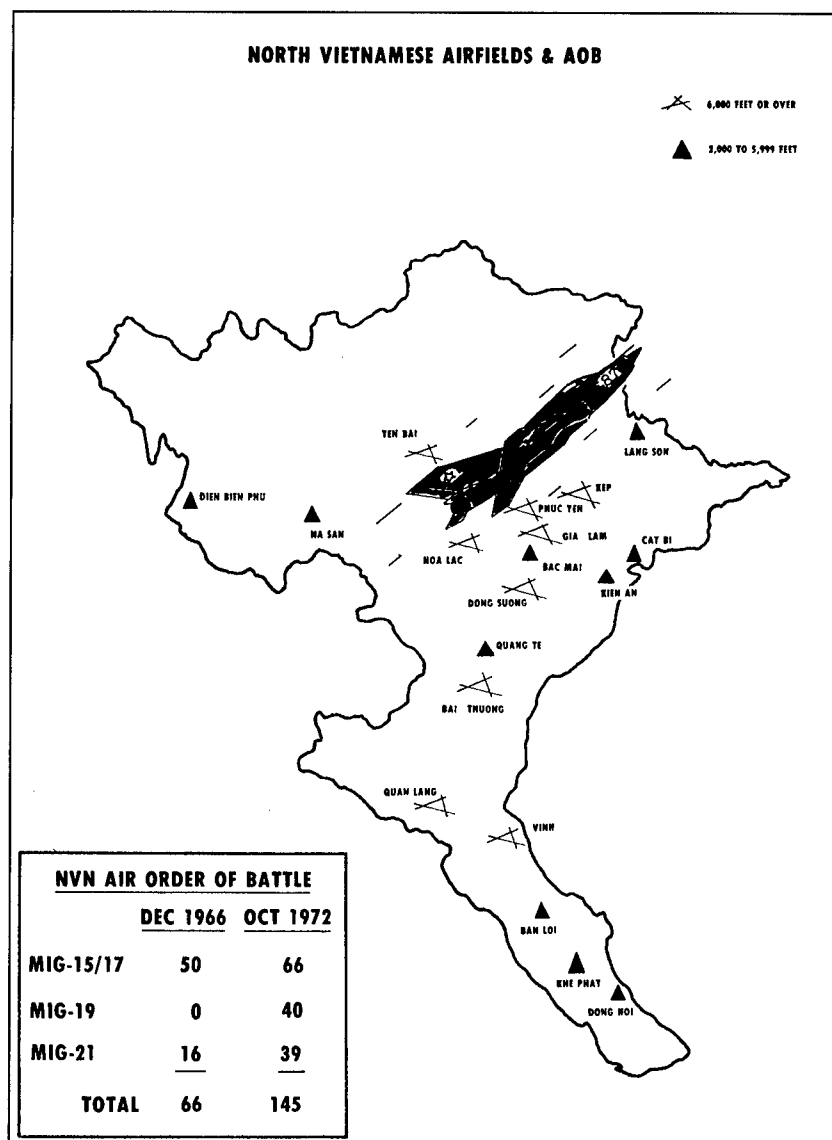 NORTH VIETNAMESE AIRFIELDS & AOB
6,000 FEET OR OVER
2,000 TO 5,999 FEET
YEN BAI
LANG SON
DIEN BIEN PHU
NA SAN
KEP
PHUC YEN
GIA LAM
HOA LAC
BAC MAI
CAT BI
KIEN AN
DONG SUONG
QUANG TE
BAI THUONG
QUAN LANG
VINH
BAN LOI
KHE PHAT
DONG HOI
NVN AIR ORDER OF BATTLE
DEC 1966 OCT 1972
MIG-15/17 50 66
MIG-19 0 40
MIG-21 16 39
TOTAL 66 145